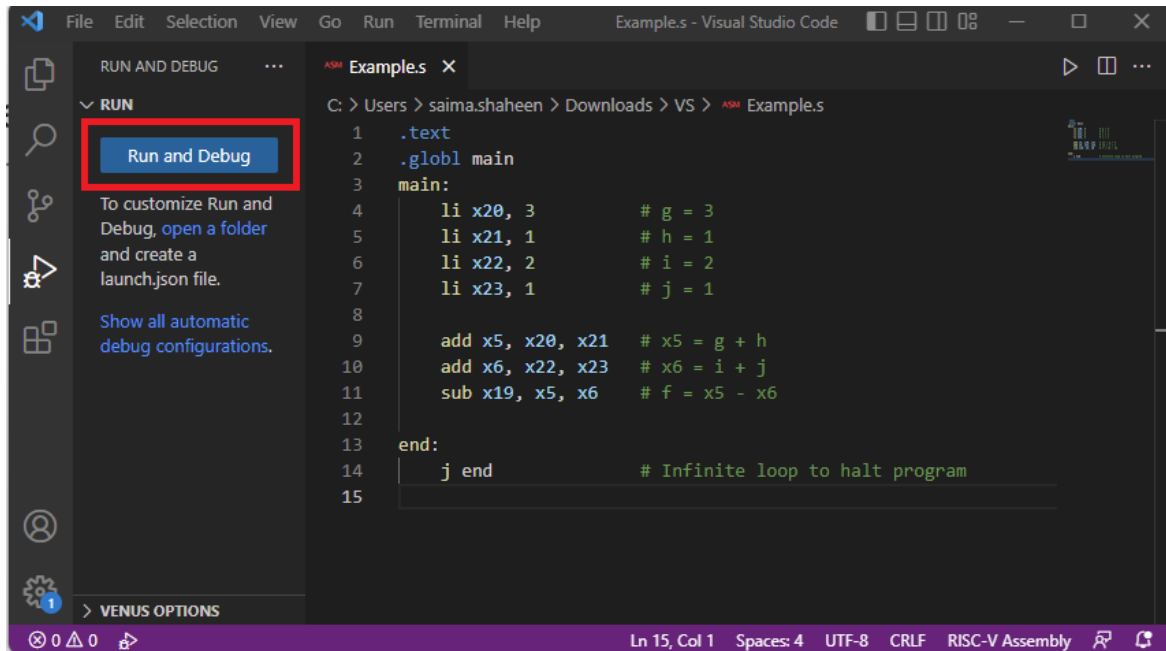 File Edit Selection View Go Run Terminal Help Example.s - Visual Studio Code
RUN AND DEBUG ...
ASM Example.s
RUN
Run and Debug
To customize Run and
Debug, open a folder
and create a
launch.json file.
Show all automatic
debug configurations.
VENUS OPTIONS
1
C: > Users > saima.shaheen > Downloads > VS > ASM Example.s
1 .text
2 .globl main
3 main:
4     li x20, 3          # g = 3
5     li x21, 1          # h = 1
6     li x22, 2          # i = 2
7     li x23, 1          # j = 1
8
9     add x5, x20, x21   # x5 = g + h
10     add x6, x22, x23   # x6 = i + j
11     sub x19, x5, x6    # f = x5 - x6
12
13 end:
14     j end              # Infinite loop to halt program
15
0 0 Ln 15, Col 1 Spaces: 4 UTF-8 CRLF RISC-V Assembly